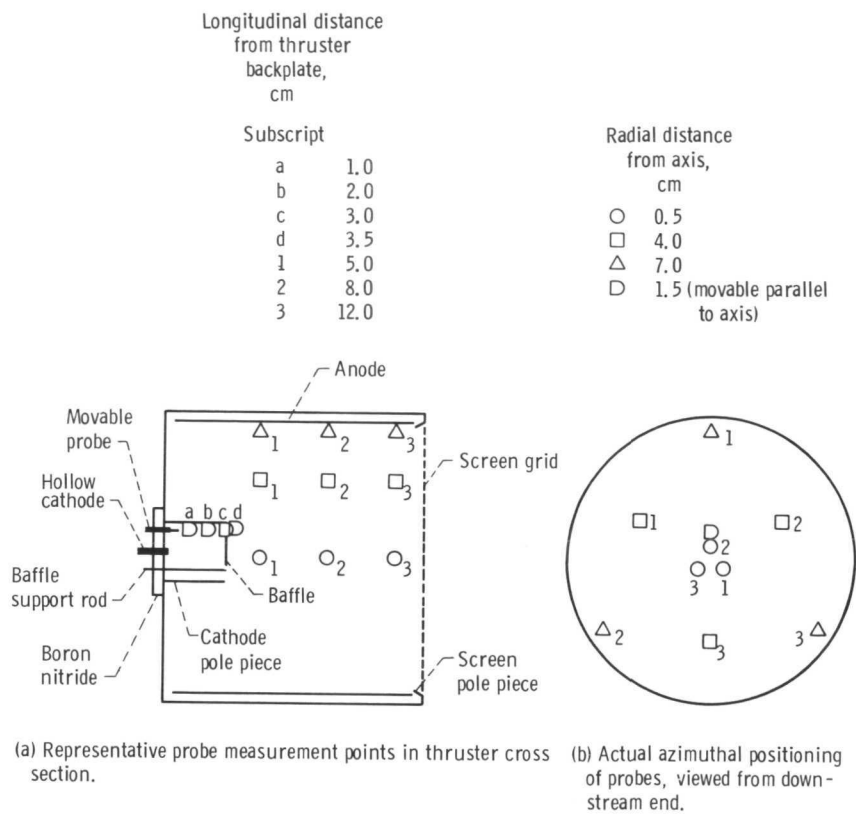 Longitudinal distance
from thruster
backplate,
cm
Subscript
a 1.0
b 2.0
c 3.0
d 3.5
1 5.0
2 8.0
3 12.0
Radial distance
from axis,
cm
0.5
4.0
7.0
1.5 (movable parallel
to axis)
Anode
Movable
probe
Hollow
cathode
Baffle
support rod
Boron
nitride
a b c d
1 2 3
1 2 3
1 2 3
Baffle
Cathode
pole piece
Screen grid
Screen
pole piece
1
1 2
2
3 1
2 3
3
(a) Representative probe measurement points in thruster cross
section.
(b) Actual azimuthal positioning
of probes, viewed from down-
stream end.